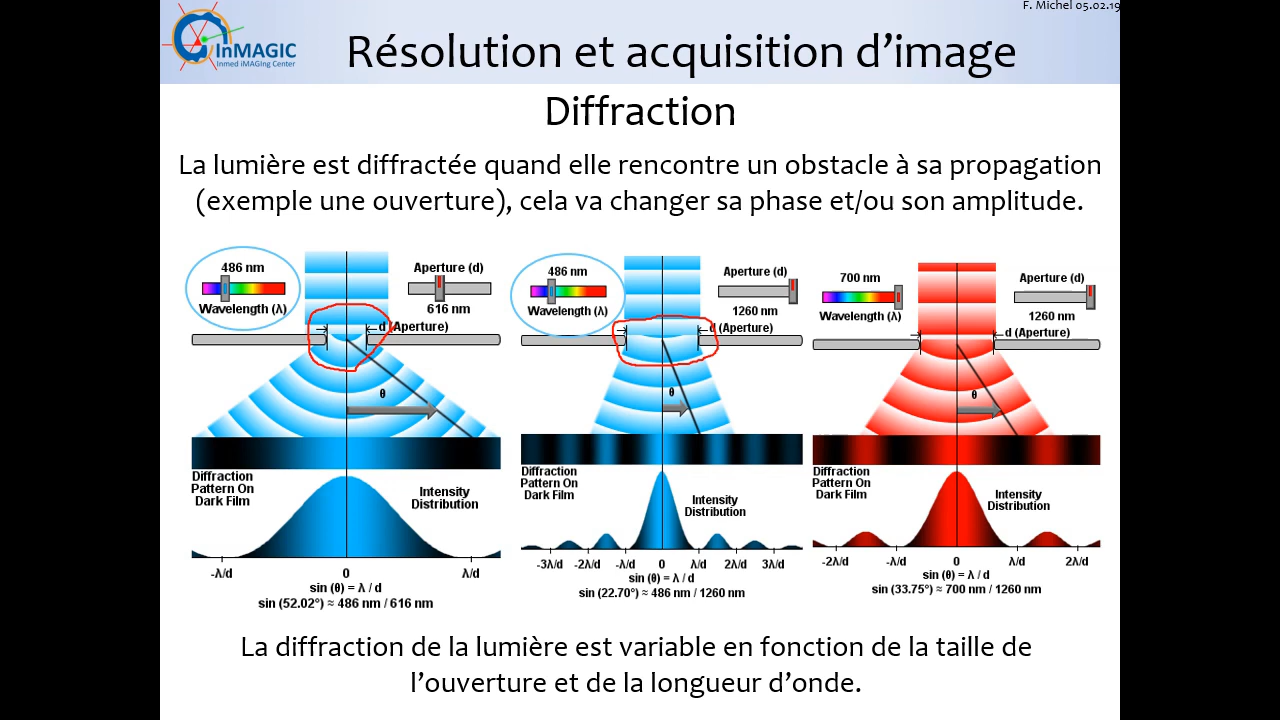 F. Michel 05.02.19
InMAGIC
Inmed iMAGIng Center
Résolution et acquisition d'image
Diffraction
La lumière est diffractée quand elle rencontre un obstacle à sa propagation
(exemple une ouverture), cela va changer sa phase et/ou son amplitude.
486 nm
Wavelength (λ)
Aperture (d)
616 nm
d (Aperture)
θ
Diffraction
Pattern On
Dark Film
Intensity
Distribution
-λ/d 0 λ/d
sin (θ) = λ / d
sin (52.02°) ≈ 486 nm / 616 nm
486 nm
Wavelength (λ)
Aperture (d)
1260 nm
d (Aperture)
θ
Diffraction
Pattern On
Dark Film
Intensity
Distribution
-3λ/d -2λ/d -λ/d 0 λ/d 2λ/d 3λ/d
sin (θ) = λ / d
sin (22.70°) ≈ 486 nm / 1260 nm
700 nm
Wavelength (λ)
Aperture (d)
1260 nm
d (Aperture)
θ
Diffraction
Pattern On
Dark Film
Intensity
Distribution
-2λ/d -λ/d 0 λ/d 2λ/d
sin (θ) = λ / d
sin (33.75°) ≈ 700 nm / 1260 nm
La diffraction de la lumière est variable en fonction de la taille de
l'ouverture et de la longueur d'onde.